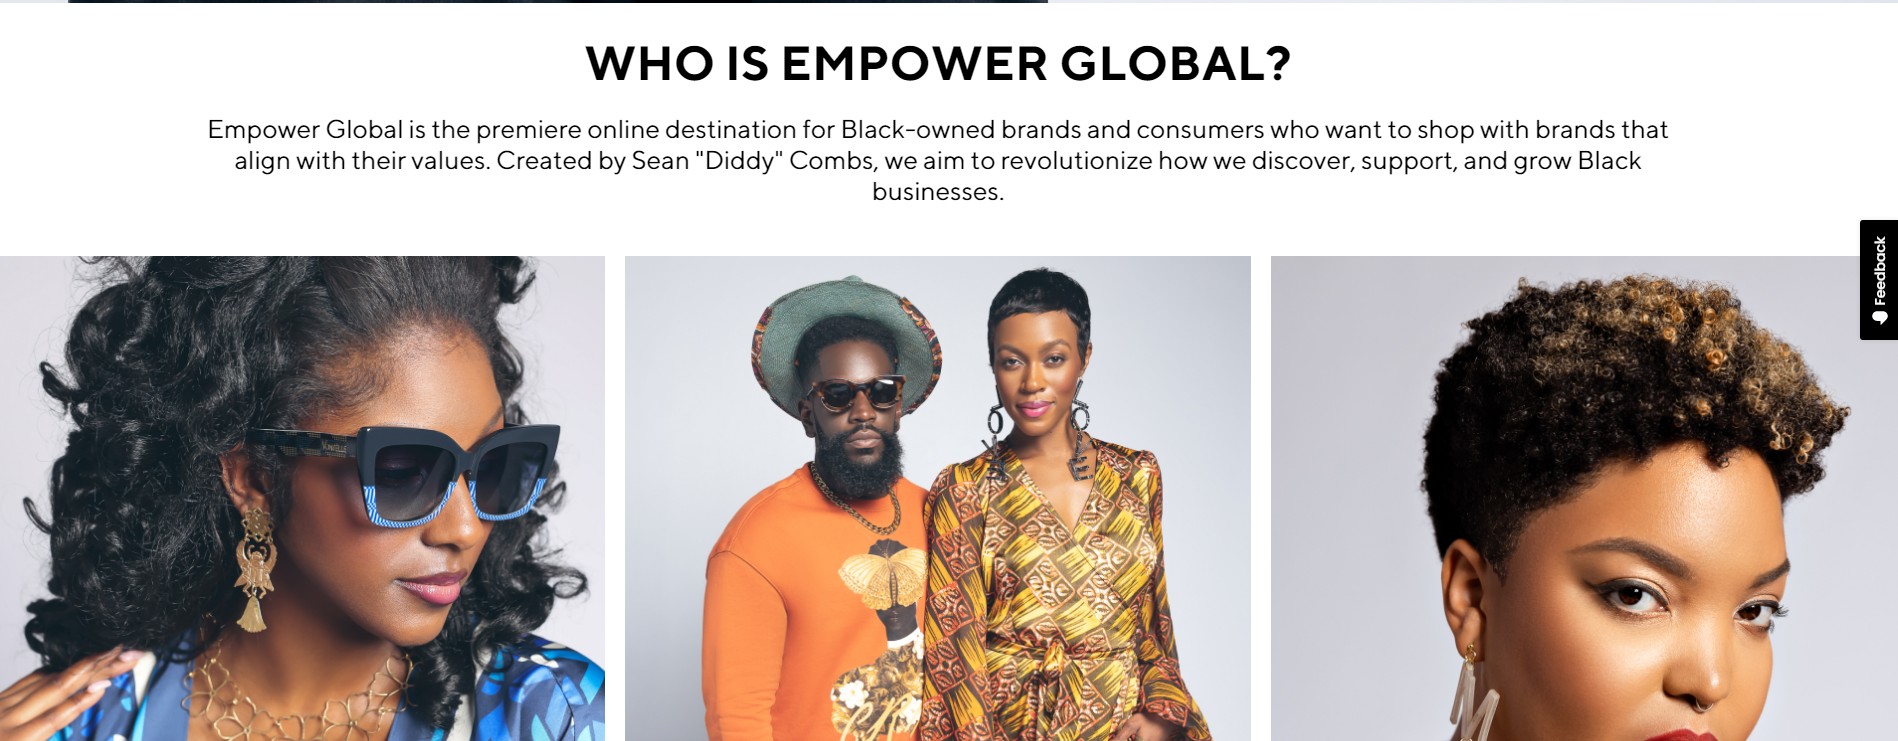 WHO IS EMPOWER GLOBAL?
Empower Global is the premiere online destination for Black-owned brands and consumers who want to shop with brands that
align with their values. Created by Sean "Diddy" Combs, we aim to revolutionize how we discover, support, and grow Black
businesses.
Feedback